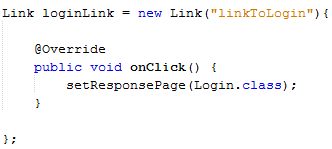 Link loginLink = new Link("linkToLogin"){
@Override
public void onClick() {
setResponsePage(Login.class);
}
};